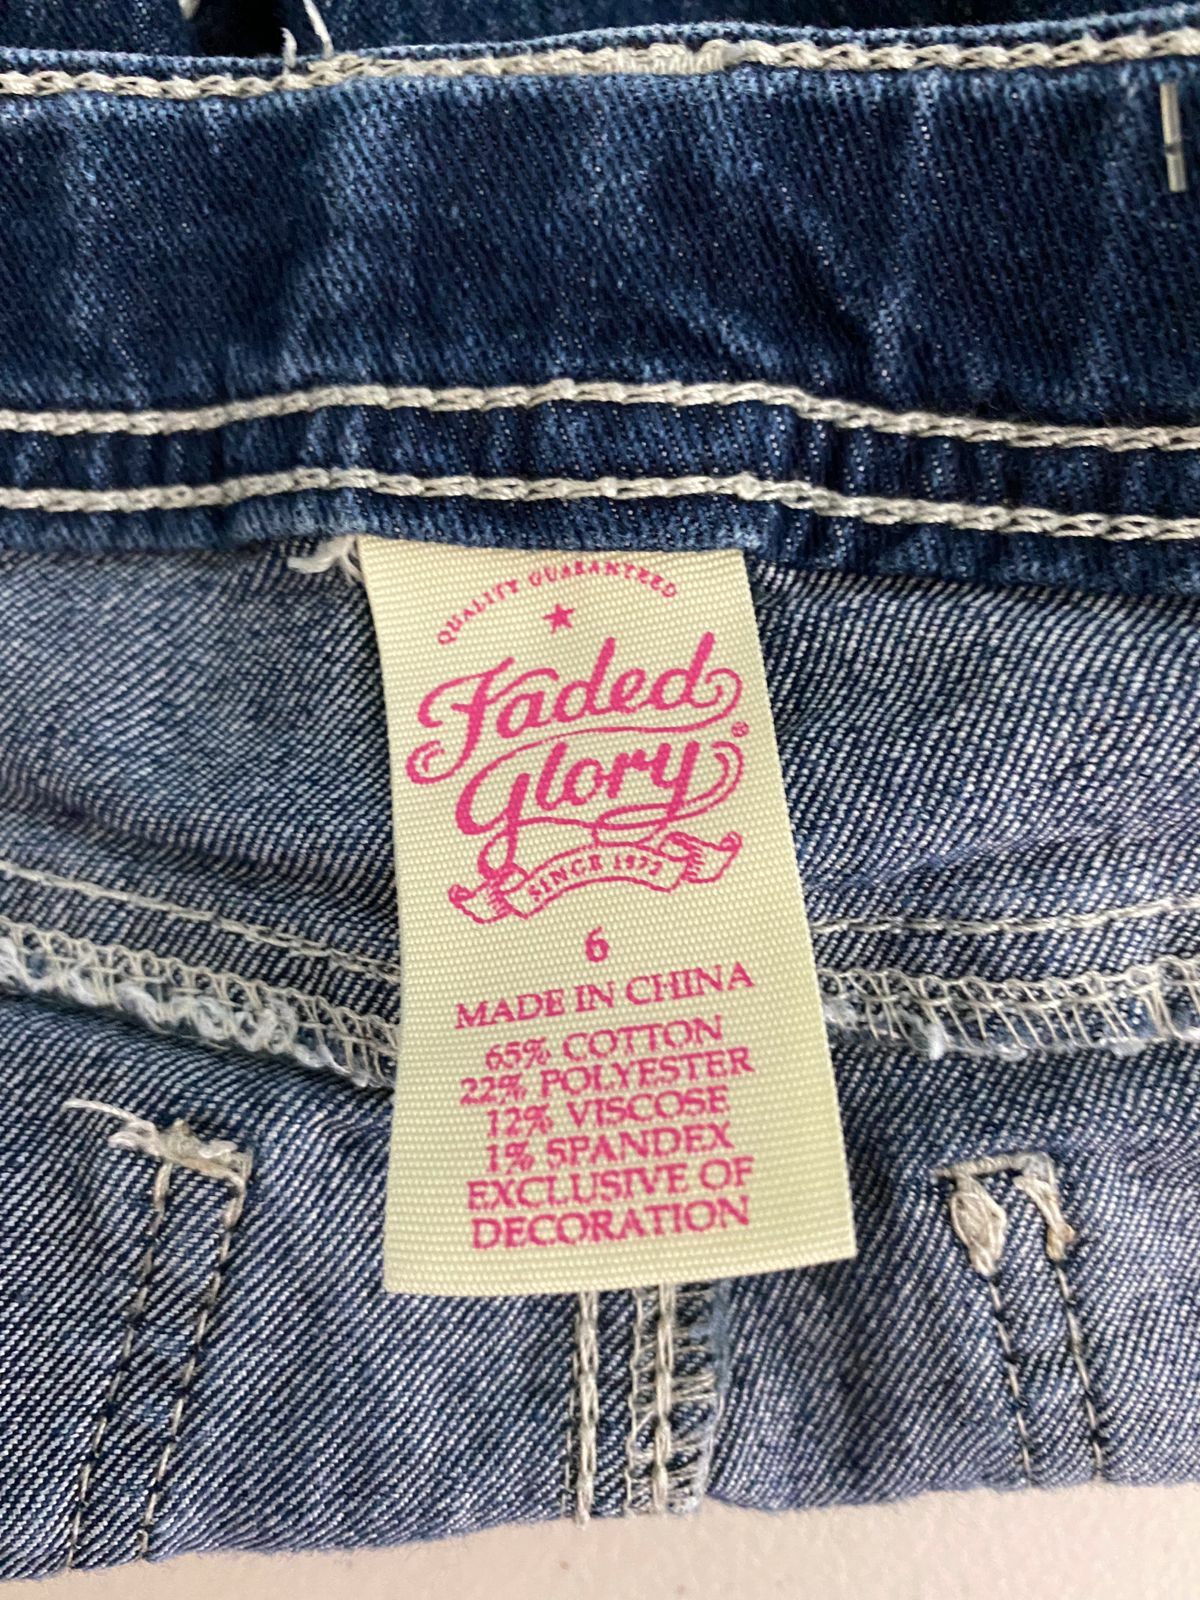 QUALITY GUARANTEED
Faded
Glory®
SINCE 1972
6
MADE IN CHINA
65% COTTON
22% POLYESTER
12% VISCOSE
1% SPANDEX
EXCLUSIVE OF
DECORATION